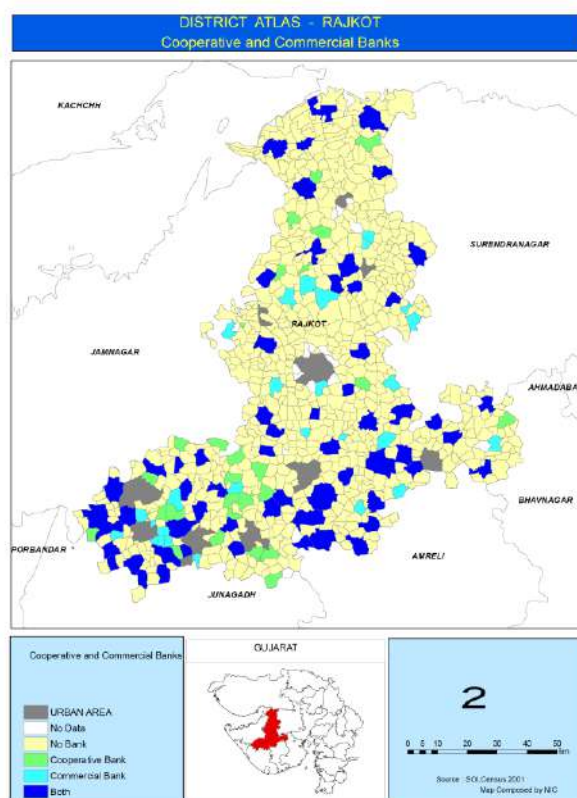 DISTRICT ATLAS - RAJKOT
Cooperative and Commercial Banks
KACHCHH
SURENDRANAGAR
RAJKOT
JAMNAGAR
AHMADABA
BHAVNAGAR
PORBANDAR
AMRELI
JUNAGADH
Cooperative and Commercial Banks
URBAN AREA
No Data
No Bank
Cooperative Bank
Commercial Bank
Both
GUJARAT
2
0 5 10 20 30 40 50
Km
Source : SOI,Census 2001
Map Composed by NIC